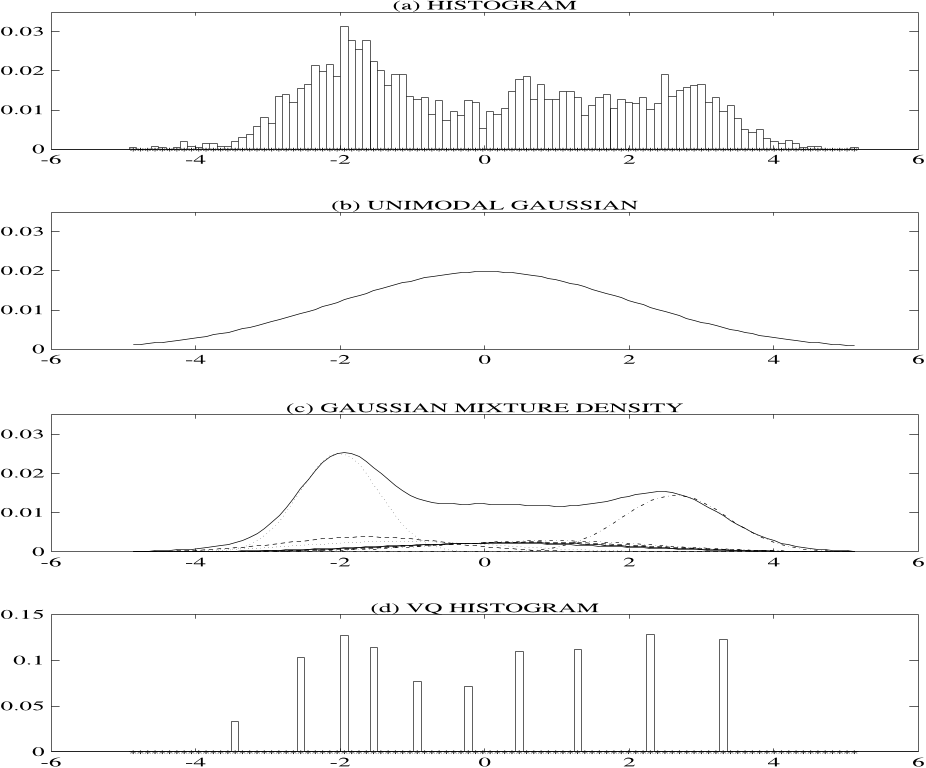 (a) HISTOGRAM
0.03
0.02
0.01
0
-6 -4 -2 0 2 4 6
(b) UNIMODAL GAUSSIAN
0.03
0.02
0.01
0
-6 -4 -2 0 2 4 6
(c) GAUSSIAN MIXTURE DENSITY
0.03
0.02
0.01
0
-6 -4 -2 0 2 4 6
(d) VQ HISTOGRAM
0.15
0.1
0.05
0
-6 -4 -2 0 2 4 6